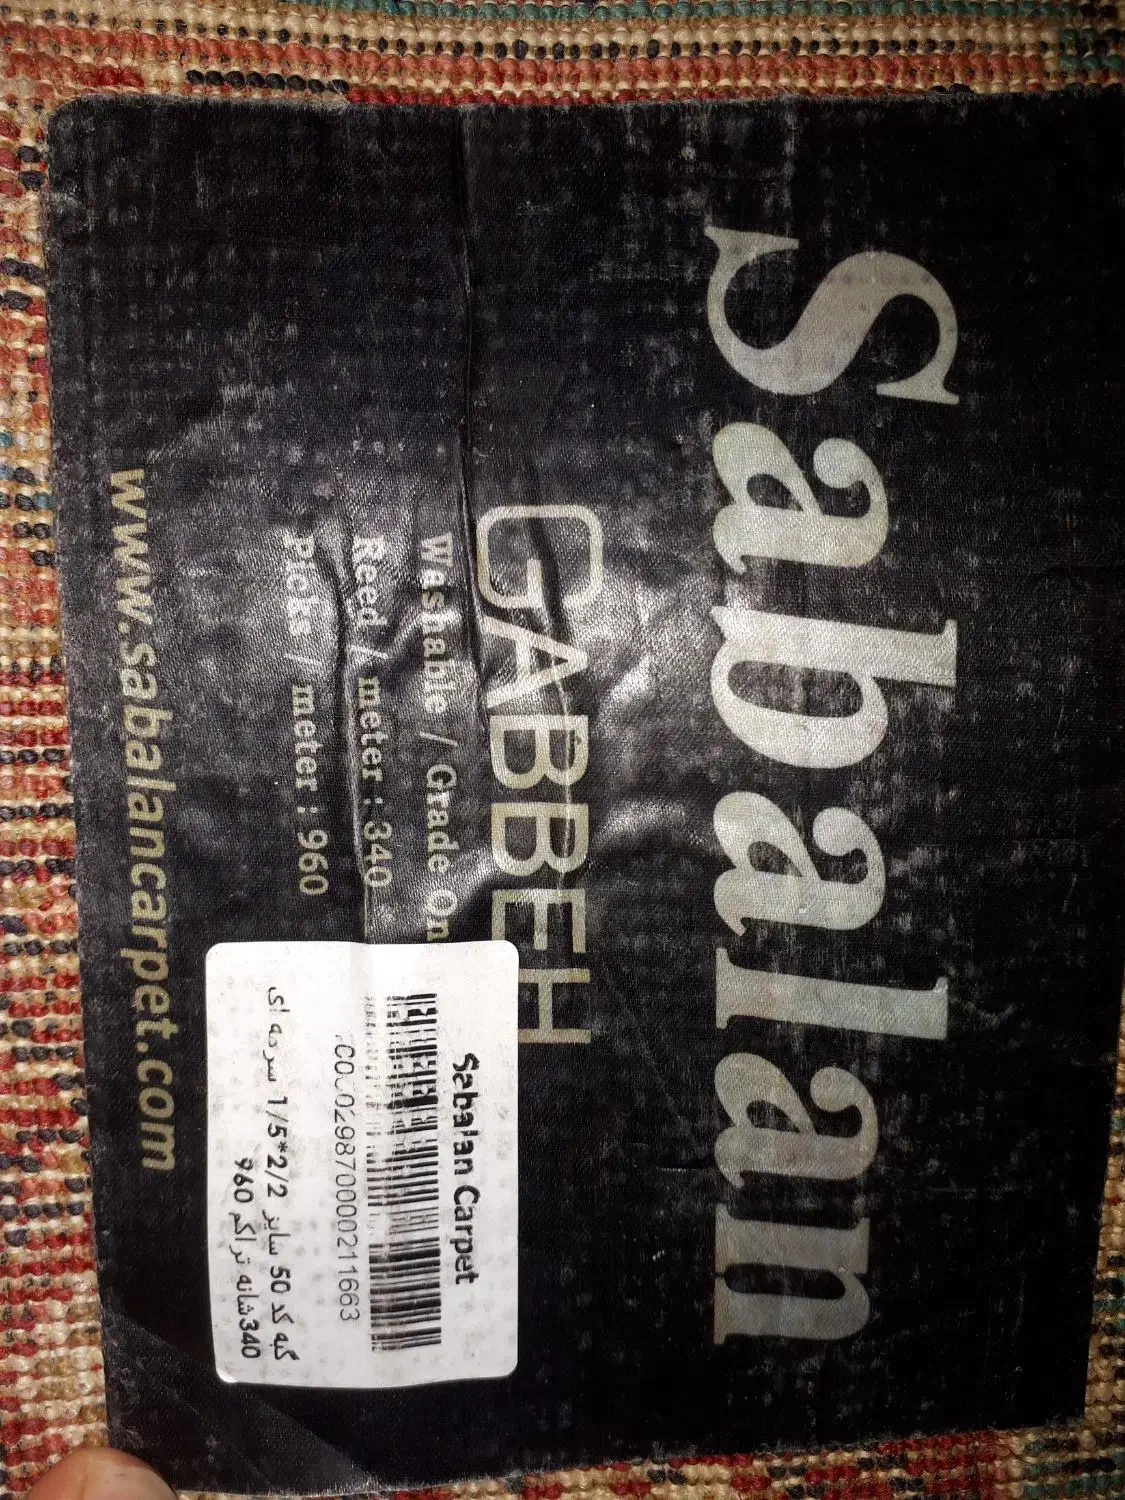 Sabalan
GABBEH
Washable / Grade On
Reed / meter : 340
Picks / meter : 960
www.sabalancarpet.com
Sabalan Carpet
گبه کد 50 سایز 2/2*1/5 سرمه ای
340شانه تراکم 960